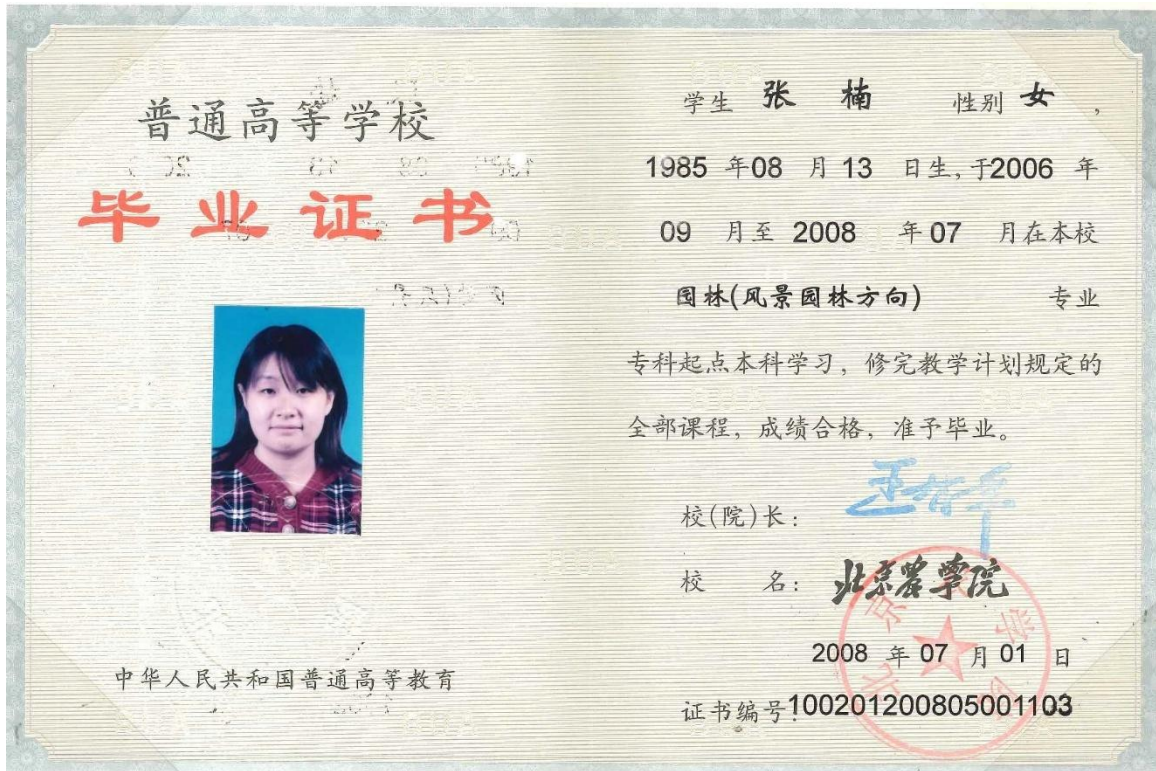 普通高等学校
毕业证书
中华人民共和国普通高等教育
学生 张 楠 性别 女 ,
1985 年08 月 13 日生,于2006 年
09 月至 2008 年 07 月在本校
园林(风景园林方向) 专业
专科起点本科学习，修完教学计划规定的
全部课程，成绩合格，准予毕业。
校(院)长：
校 名：北京农学院
2008 年 07 月 01 日
证书编号：100201200805001103